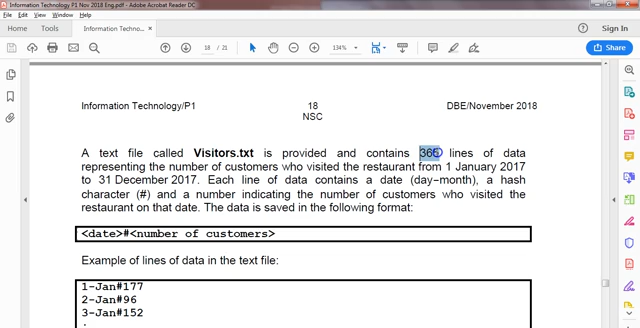 Information Technology P1 Nov 2018 Eng.pdf - Adobe Acrobat Reader DC
File Edit View Window Help
Home Tools Information Techno... × Sign In
18 / 21 134% Share
Information Technology/P1 18 DBE/November 2018
NSC
A text file called Visitors.txt is provided and contains 365 lines of data
representing the number of customers who visited the restaurant from 1 January 2017
to 31 December 2017. Each line of data contains a date (day–month), a hash
character (#) and a number indicating the number of customers who visited the
restaurant on that date. The data is saved in the following format:
<date>#<number of customers>
Example of lines of data in the text file:
1-Jan#177
2-Jan#96
3-Jan#152